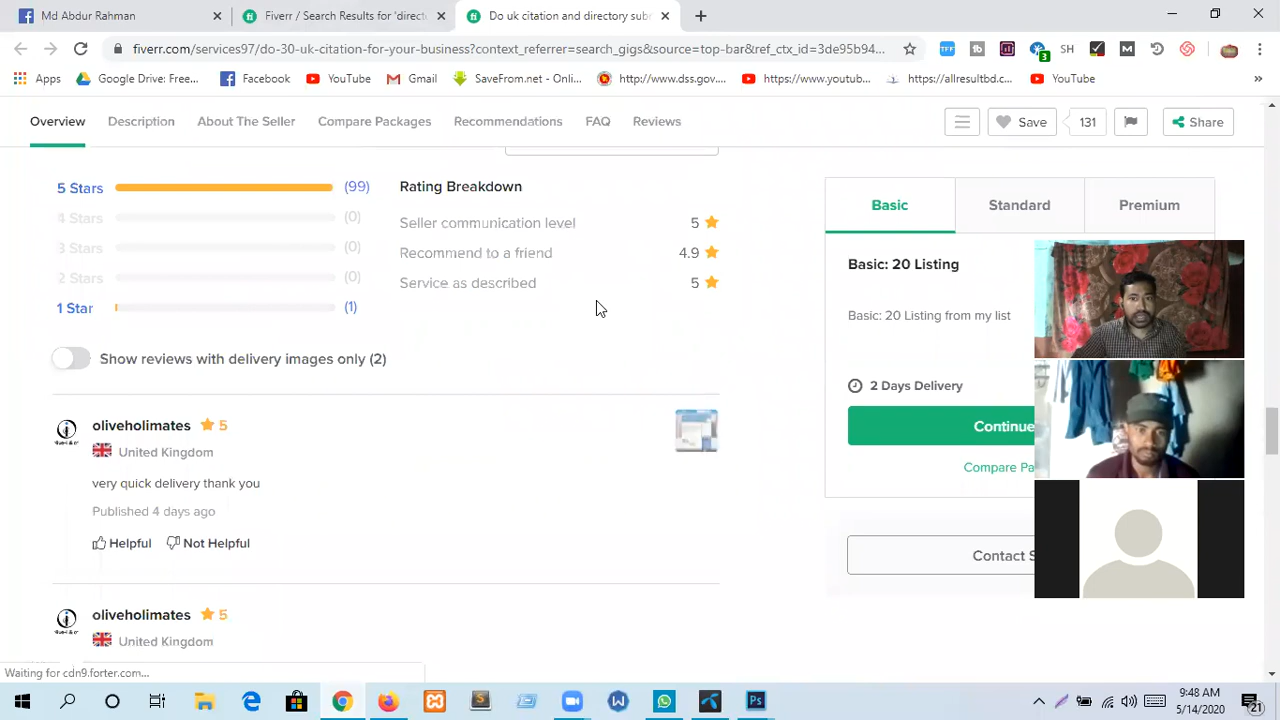 Md Abdur Rahman
Fiverr / Search Results for 'direct
Do uk citation and directory sub
fiverr.com/services97/do-30-uk-citation-for-your-business?context_referrer=search_gigs&source=top-bar&ref_ctx_id=3de95b94...
SH
3
Apps
Google Drive: Free...
Facebook
YouTube
Gmail
SaveFrom.net - Onli...
http://www.dss.gov....
https://www.youtub...
https://allresultbd.c...
YouTube
Overview
Description
About The Seller
Compare Packages
Recommendations
FAQ
Reviews
Save
131
Share
5 Stars (99)
4 Stars (0)
3 Stars (0)
2 Stars (0)
1 Star (1)
Rating Breakdown
Seller communication level 5
Recommend to a friend 4.9
Service as described 5
Show reviews with delivery images only (2)
oliveholimates 5
United Kingdom
very quick delivery thank you
Published 4 days ago
Helpful Not Helpful
oliveholimates 5
United Kingdom
Basic
Standard
Premium
Basic: 20 Listing
Basic: 20 Listing from my list
2 Days Delivery
Continue
Compare Pa
Contact S
Waiting for cdn9.forter.com...
9:48 AM
5/14/2020
21